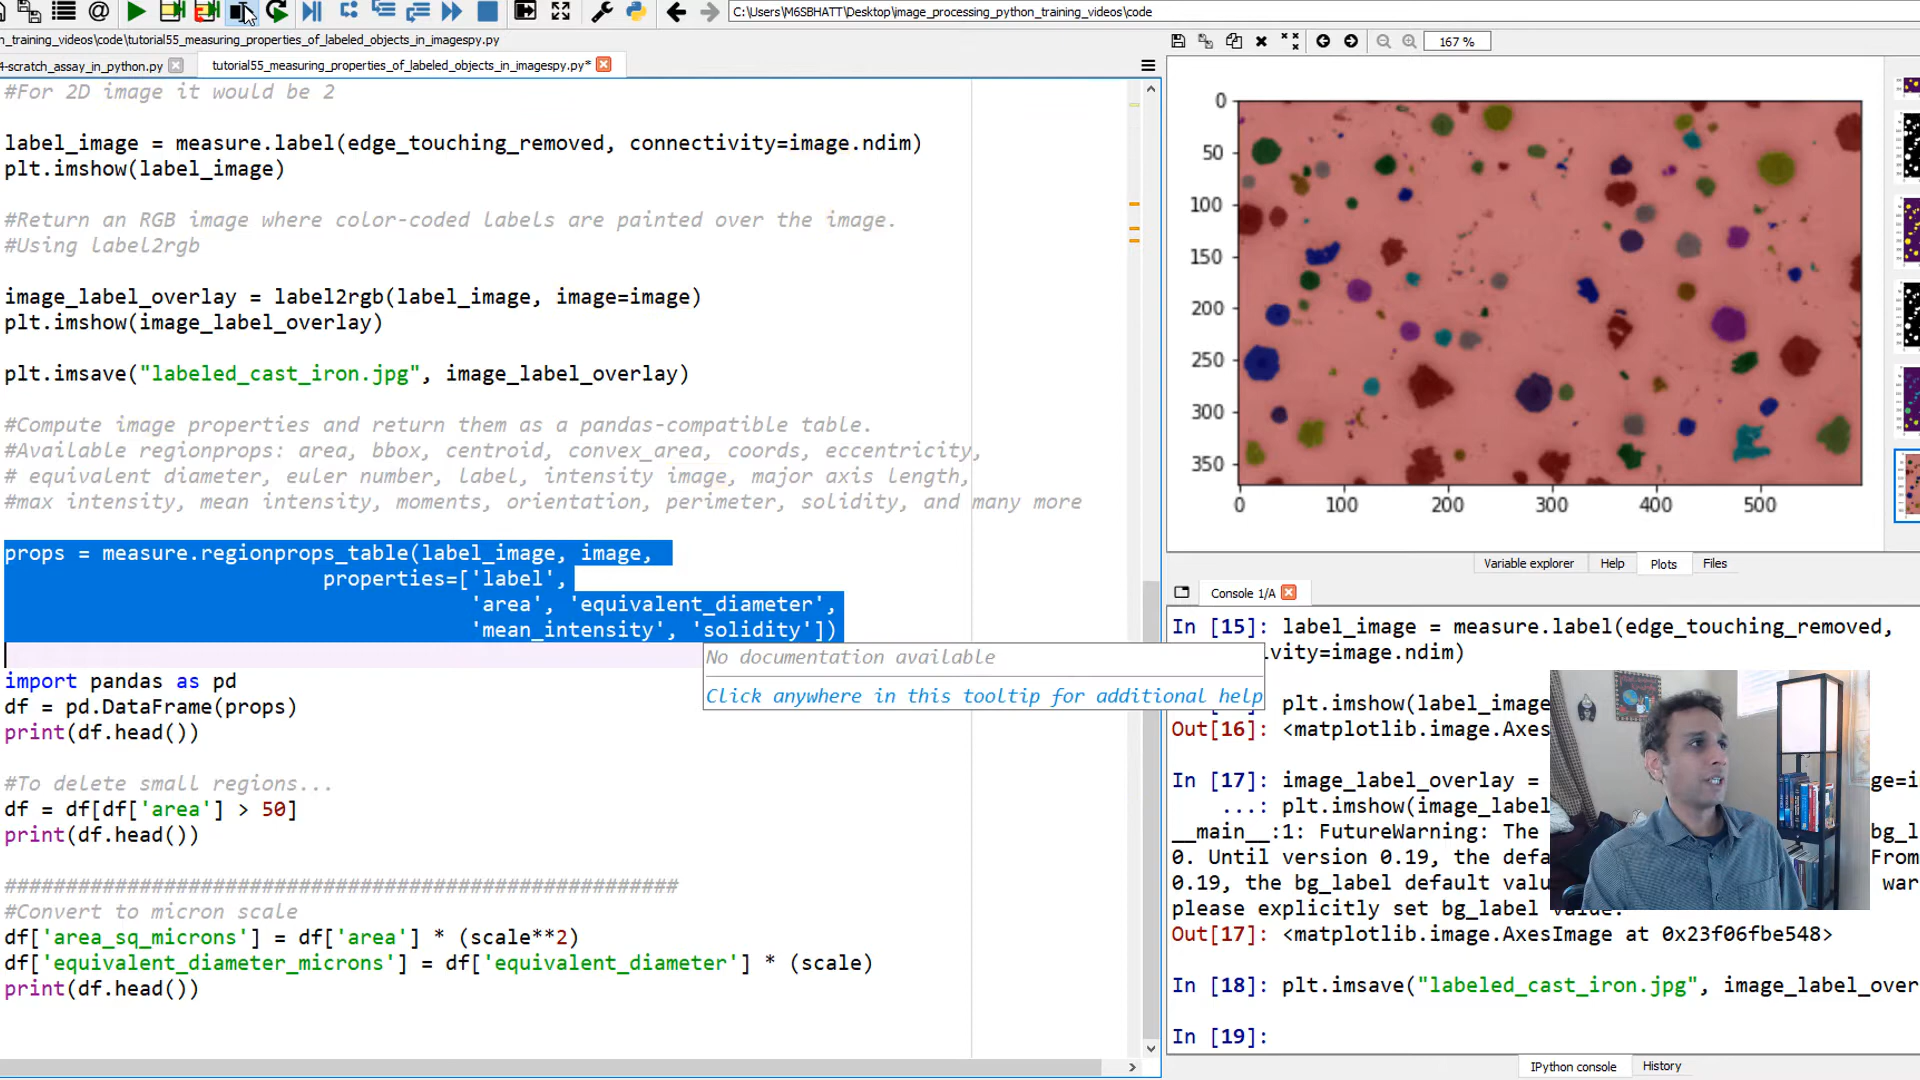 C:\Users\M6SBHATT\Desktop\image_processing_python_training_videos\code
n_training_videos\code\tutorial55_measuring_properties_of_labeled_objects_in_imagespy.py
4-scratch_assay_in_python.py
tutorial55_measuring_properties_of_labeled_objects_in_imagespy.py*
167 %
#For 2D image it would be 2
label_image = measure.label(edge_touching_removed, connectivity=image.ndim)
plt.imshow(label_image)
#Return an RGB image where color-coded labels are painted over the image.
#Using label2rgb
image_label_overlay = label2rgb(label_image, image=image)
plt.imshow(image_label_overlay)
plt.imsave("labeled_cast_iron.jpg", image_label_overlay)
#Compute image properties and return them as a pandas-compatible table.
#Available regionprops: area, bbox, centroid, convex_area, coords, eccentricity,
# equivalent diameter, euler number, label, intensity image, major axis length,
#max intensity, mean intensity, moments, orientation, perimeter, solidity, and many more
props = measure.regionprops_table(label_image, image,
properties=['label',
'area', 'equivalent_diameter',
'mean_intensity', 'solidity'])
No documentation available
Click anywhere in this tooltip for additional help
import pandas as pd
df = pd.DataFrame(props)
print(df.head())
#To delete small regions...
df = df[df['area'] > 50]
print(df.head())
#######################################################
#Convert to micron scale
df['area_sq_microns'] = df['area'] * (scale**2)
df['equivalent_diameter_microns'] = df['equivalent_diameter'] * (scale)
print(df.head())
0
50
100
150
200
250
300
350
0 100 200 300 400 500
Variable explorer Help Plots Files
Console 1/A
In [15]: label_image = measure.label(edge_touching_removed,
ivity=image.ndim)
plt.imshow(label_image
Out[16]: <matplotlib.image.Axes
In [17]: image_label_overlay = ge=i
...: plt.imshow(image_label
__main__:1: FutureWarning: The bg_l
0. Until version 0.19, the defa From
0.19, the bg_label default valu war
please explicitly set bg_label value.
Out[17]: <matplotlib.image.AxesImage at 0x23f06fbe548>
In [18]: plt.imsave("labeled_cast_iron.jpg", image_label_over
In [19]:
IPython console History